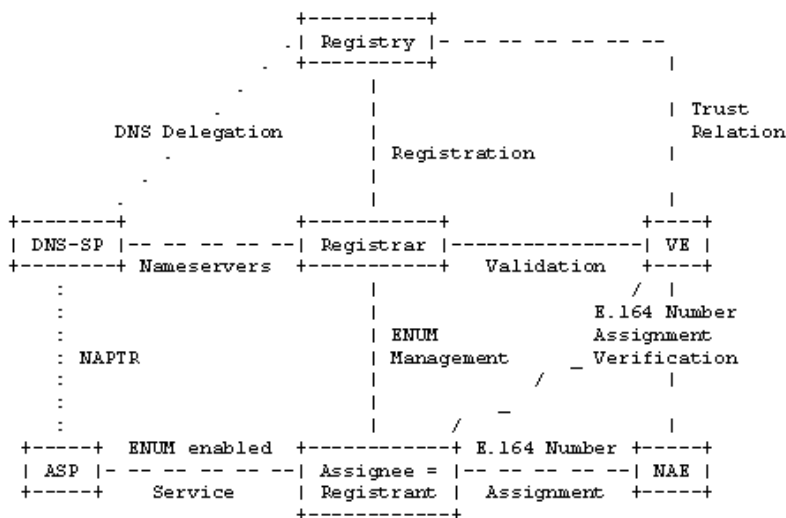 Registry
Trust
DNS Delegation
Relation
Registration
DNS-SP
Registrar
VE
Nameservers
Validation
E.164 Number
ENUM
Assignment
NAPTR
Management
Verification
ENUM enabled
E.164 Number
ASP
Assignee =
NAE
Service
Registrant
Assignment